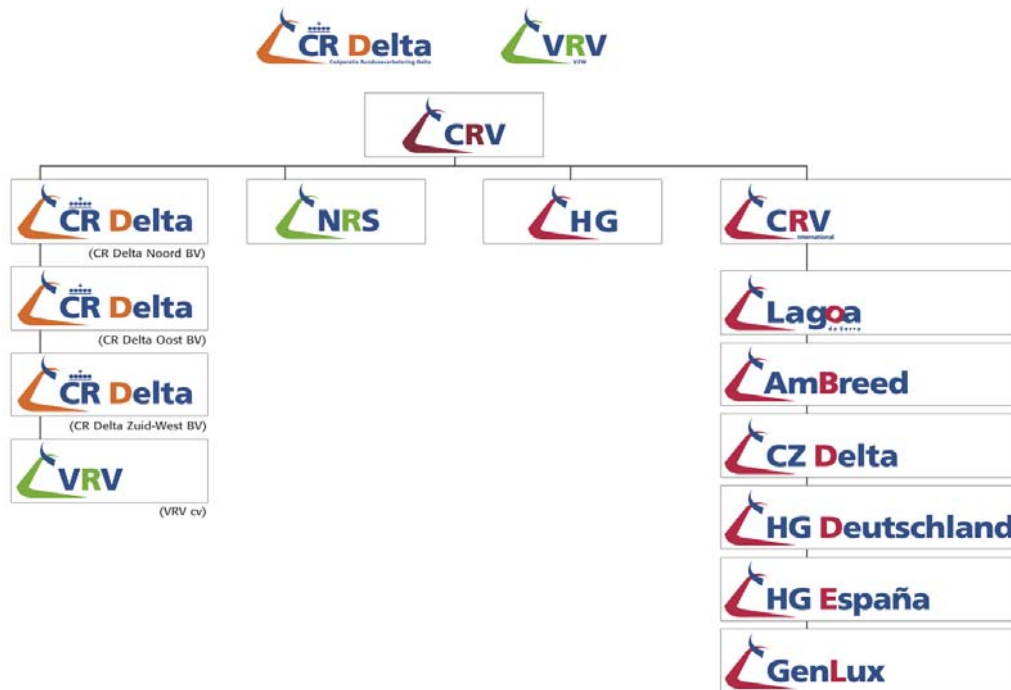 CR Delta
Coöperatie Rundveeverbetering Delta
VRV
VZW
CRV
CR Delta
(CR Delta Noord BV)
CR Delta
(CR Delta Oost BV)
CR Delta
(CR Delta Zuid-West BV)
VRV
(VRV cv)
NRS
HG
CRV
International
Lagoa
da Serra
AmBreed
CZ Delta
HG Deutschland
HG España
GenLux